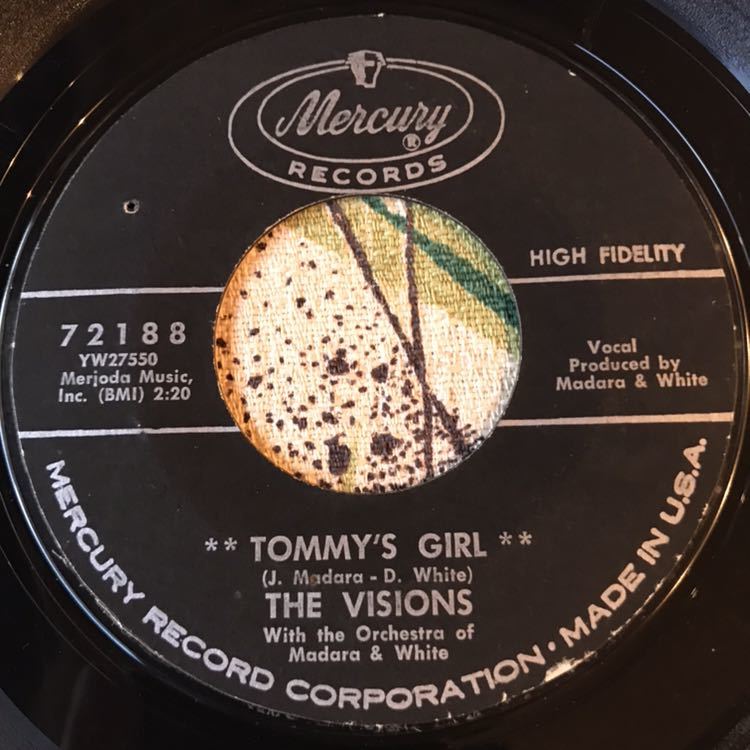 Mercury
®
RECORDS
HIGH FIDELITY
72188
YW27550
Merjoda Music,
Inc. (BMI) 2:20
Vocal
Produced by
Madara & White
** TOMMY'S GIRL **
(J. Madara - D. White)
THE VISIONS
With the Orchestra of
Madara & White
MERCURY RECORD CORPORATION • MADE IN U.S.A.